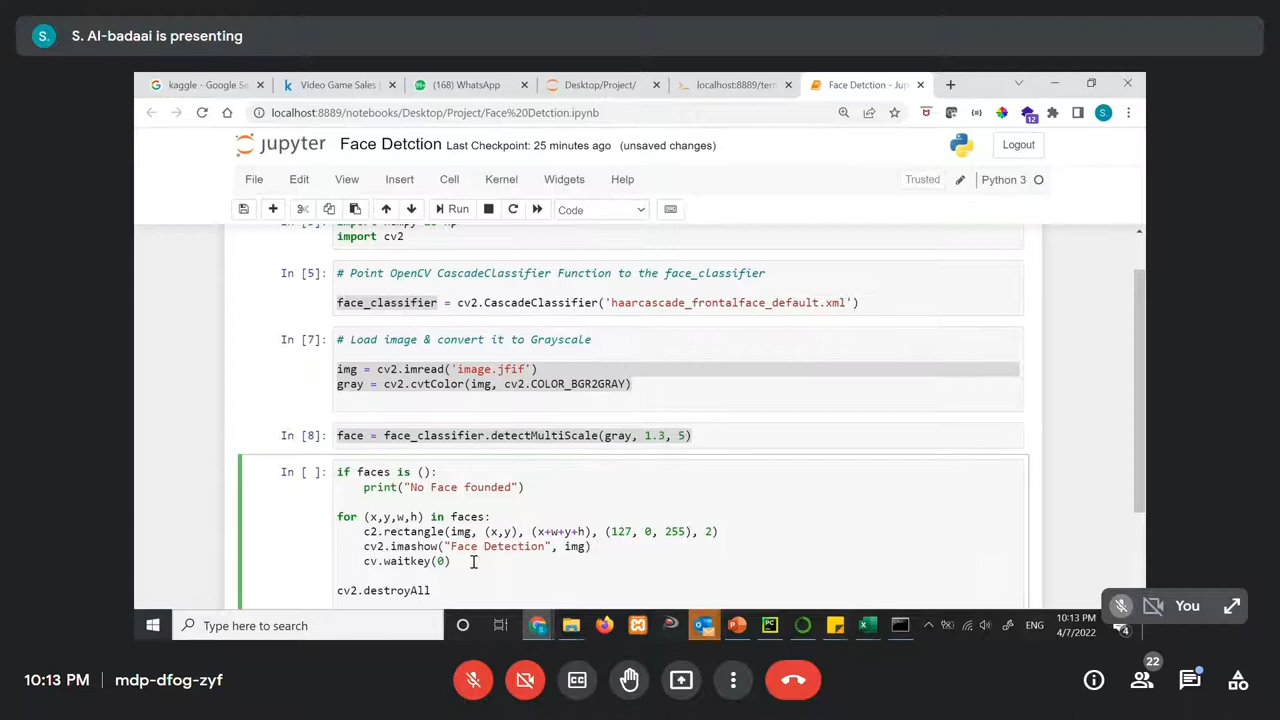 S. S. Al-badaai is presenting
kaggle - Google Se
Video Game Sales
(168) WhatsApp
Desktop/Project/
localhost:8889/terr
Face Detction - Jup
localhost:8889/notebooks/Desktop/Project/Face%20Detction.ipynb
12
S.
jupyter Face Detction Last Checkpoint: 25 minutes ago (unsaved changes)
Logout
File Edit View Insert Cell Kernel Widgets Help
Trusted Python 3
Run Code
import cv2
In [5]: # Point OpenCV CascadeClassifier Function to the face_classifier
face_classifier = cv2.CascadeClassifier('haarcascade_frontalface_default.xml')
In [7]: # Load image & convert it to Grayscale
img = cv2.imread('image.jfif')
gray = cv2.cvtColor(img, cv2.COLOR_BGR2GRAY)
In [8]: face = face_classifier.detectMultiScale(gray, 1.3, 5)
In [ ]: if faces is ():
print("No Face founded")
for (x,y,w,h) in faces:
c2.rectangle(img, (x,y), (x+w+y+h), (127, 0, 255), 2)
cv2.imashow("Face Detection", img)
cv.waitkey(0)
cv2.destroyAll
You
Type here to search
ENG
10:13 PM
4/7/2022
4
10:13 PM mdp-dfog-zyf
22